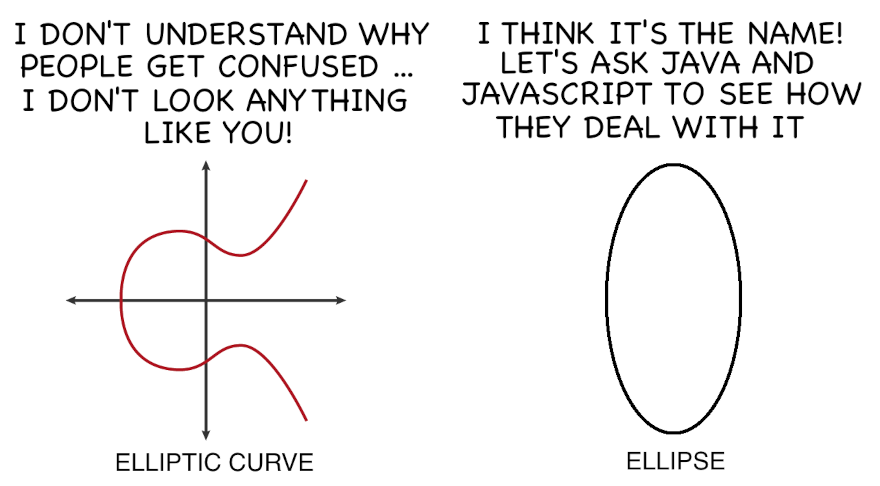 I DON'T UNDERSTAND WHY
PEOPLE GET CONFUSED ...
I DON'T LOOK ANYTHING
LIKE YOU!
ELLIPTIC CURVE
I THINK IT'S THE NAME!
LET'S ASK JAVA AND
JAVASCRIPT TO SEE HOW
THEY DEAL WITH IT
ELLIPSE